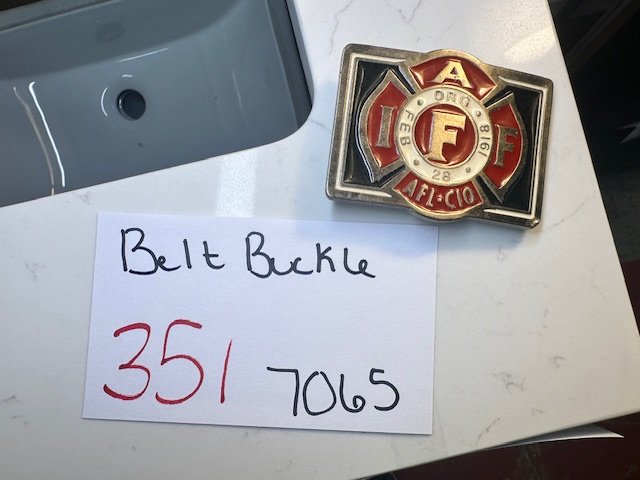 A
ORG
I FEB F 1918 F
28
AFL·CIO
Belt Buckle
351 7065